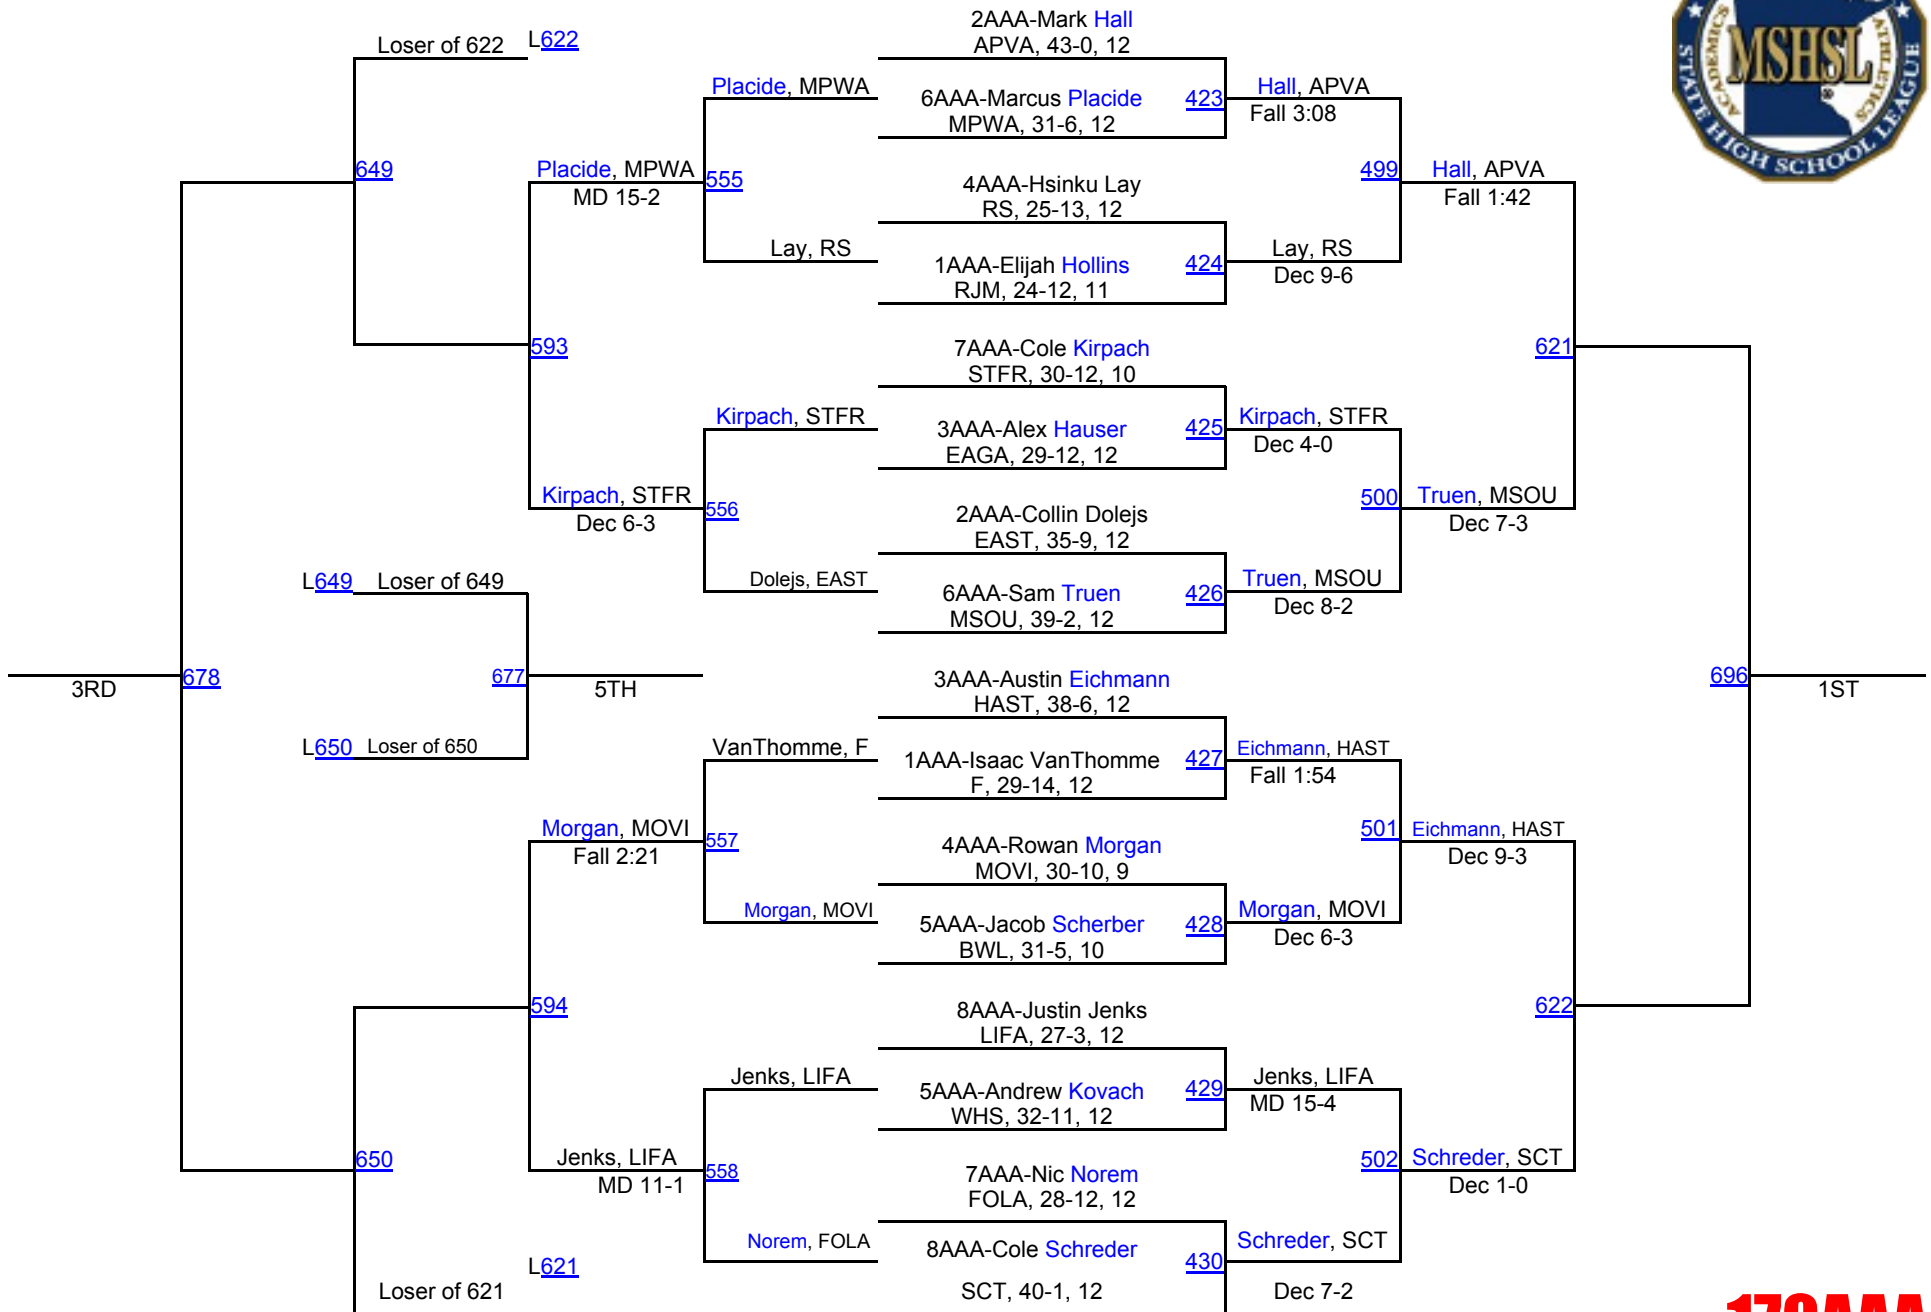 2AAA-Mark Hall
APVA, 43-0, 12
Loser of 622 L622
Placide, MPWA
6AAA-Marcus Placide 423
MPWA, 31-6, 12
Hall, APVA
Fall 3:08
649
Placide, MPWA 555
MD 15-2
4AAA-Hsinku Lay
RS, 25-13, 12
499 Hall, APVA
Fall 1:42
Lay, RS
1AAA-Elijah Hollins 424
RJM, 24-12, 11
Lay, RS
Dec 9-6
593
7AAA-Cole Kirpach
STFR, 30-12, 10
621
Kirpach, STFR
3AAA-Alex Hauser 425
EAGA, 29-12, 12
Kirpach, STFR
Dec 4-0
Kirpach, STFR 556
Dec 6-3
2AAA-Collin Dolejs
EAST, 35-9, 12
500 Truen, MSOU
Dec 7-3
L649 Loser of 649
Dolejs, EAST
6AAA-Sam Truen 426
MSOU, 39-2, 12
Truen, MSOU
Dec 8-2
3RD 678
677 5TH
3AAA-Austin Eichmann
HAST, 38-6, 12
696 1ST
L650 Loser of 650
VanThomme, F
1AAA-Isaac VanThomme 427
F, 29-14, 12
Eichmann, HAST
Fall 1:54
Morgan, MOVI 557
Fall 2:21
4AAA-Rowan Morgan
MOVI, 30-10, 9
501 Eichmann, HAST
Dec 9-3
Morgan, MOVI
5AAA-Jacob Scherber 428
BWL, 31-5, 10
Morgan, MOVI
Dec 6-3
594
8AAA-Justin Jenks
LIFA, 27-3, 12
622
Jenks, LIFA
5AAA-Andrew Kovach 429
WHS, 32-11, 12
Jenks, LIFA
MD 15-4
650
Jenks, LIFA 558
MD 11-1
7AAA-Nic Norem
FOLA, 28-12, 12
502 Schreder, SCT
Dec 1-0
Norem, FOLA
8AAA-Cole Schreder 430
SCT, 40-1, 12
Schreder, SCT
Dec 7-2
L621
Loser of 621
MSHSL
ACADEMICS
ATHLETICS
STATE HIGH SCHOOL LEAGUE